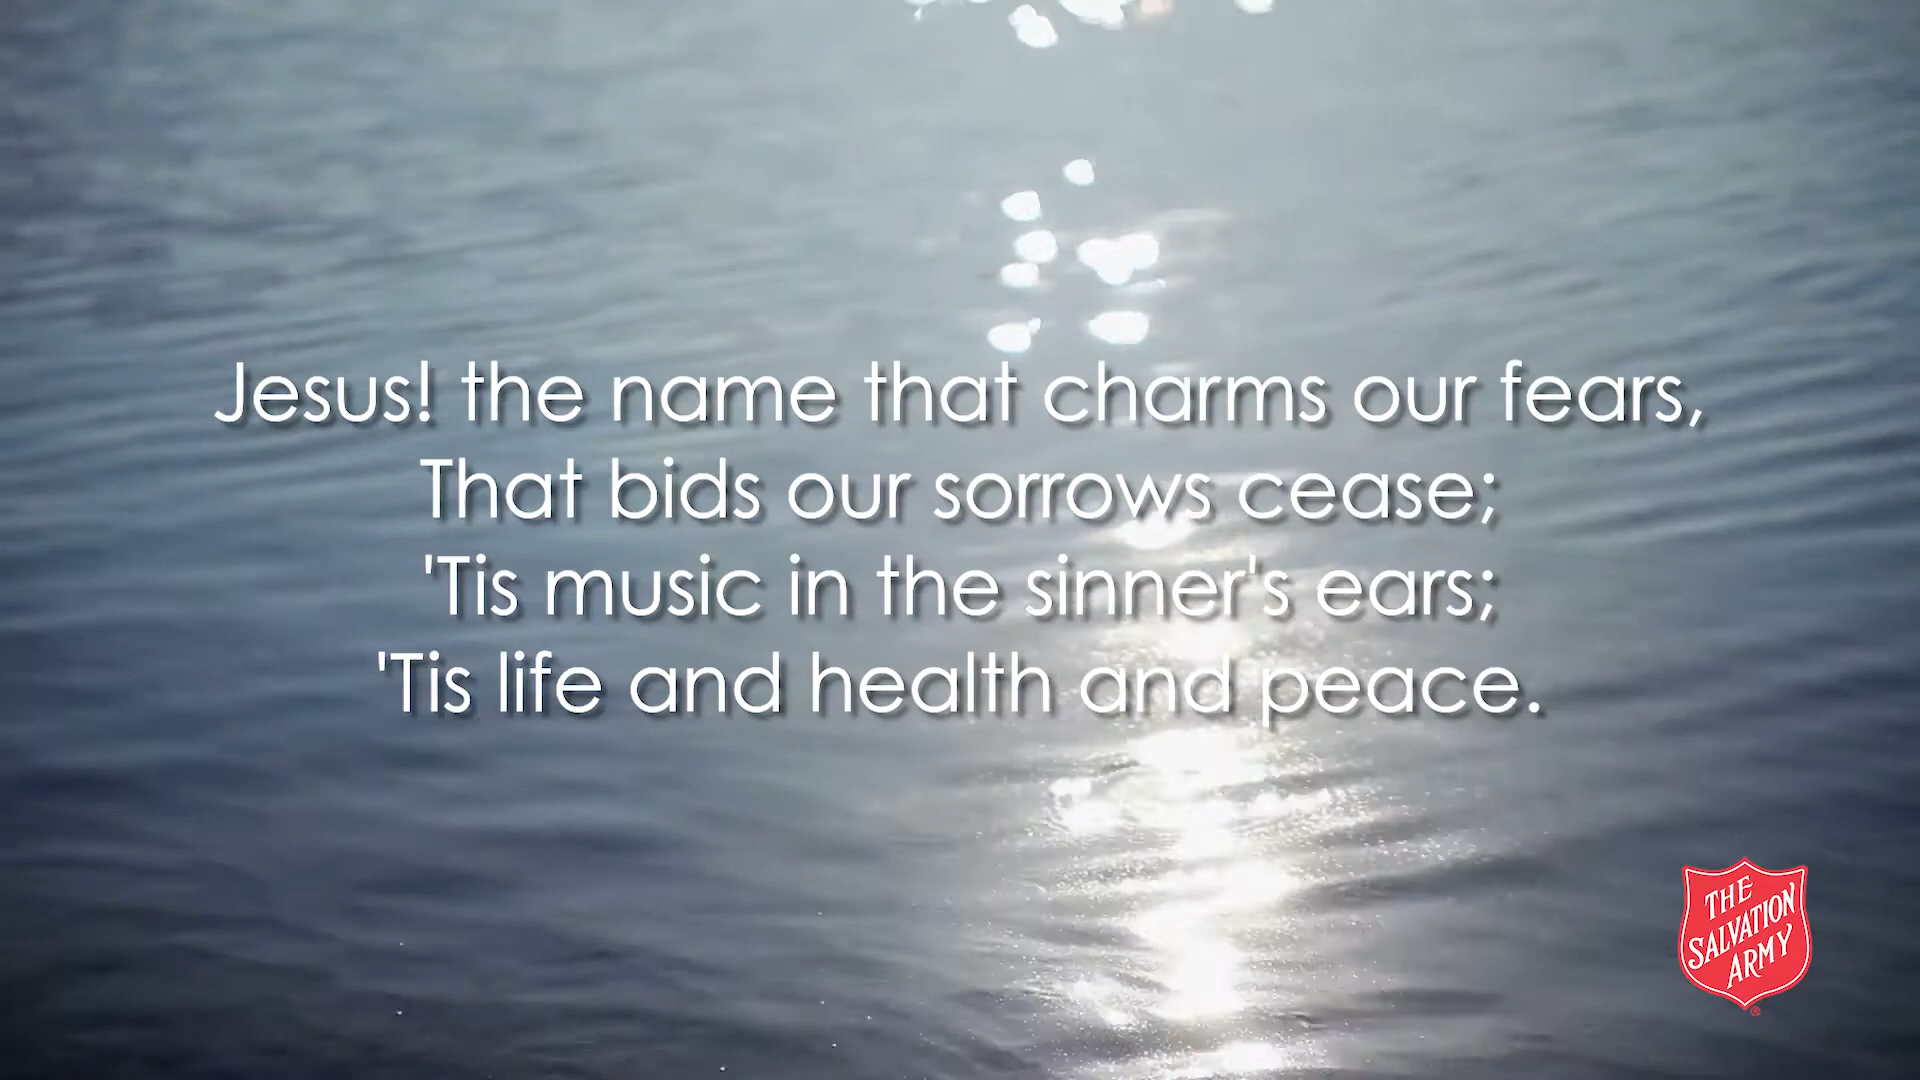 Jesus! the name that charms our fears,
That bids our sorrows cease;
'Tis music in the sinner's ears;
'Tis life and health and peace.
THE
SALVATION
ARMY
®